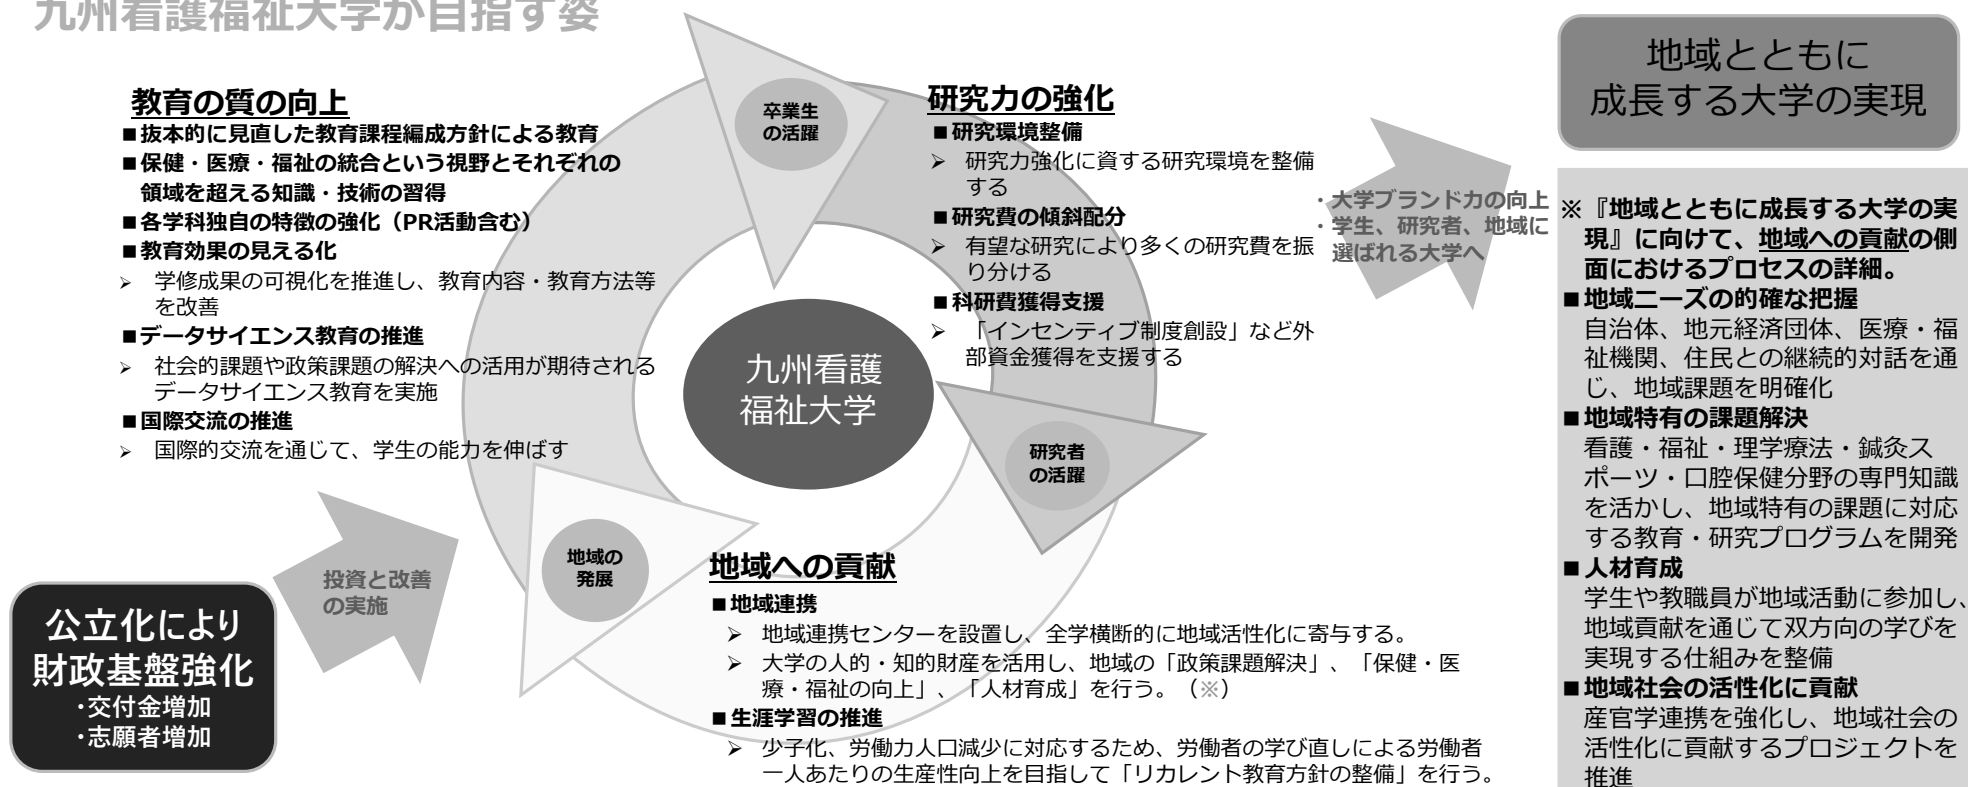 九州看護福祉大学が目指す姿
教育の質の向上
■抜本的に見直した教育課程編成方針による教育
■保健・医療・福祉の統合という視野とそれぞれの
領域を超える知識・技術の習得
■各学科独自の特徴の強化（PR活動含む）
■教育効果の見える化
➢ 学修成果の可視化を推進し、教育内容・教育方法等
を改善
■データサイエンス教育の推進
➢ 社会的課題や政策課題の解決への活用が期待される
データサイエンス教育を実施
■国際交流の推進
➢ 国際的交流を通じて、学生の能力を伸ばす
卒業生
の活躍
研究力の強化
■研究環境整備
➢ 研究力強化に資する研究環境を整備
する
■研究費の傾斜配分
➢ 有望な研究により多くの研究費を振
り分ける
■科研費獲得支援
➢ 「インセンティブ制度創設」など外
部資金獲得を支援する
九州看護
福祉大学
研究者
の活躍
地域の
発展
公立化により
財政基盤強化
・交付金増加
・志願者増加
投資と改善
の実施
地域への貢献
■地域連携
➢ 地域連携センターを設置し、全学横断的に地域活性化に寄与する。
➢ 大学の人的・知的財産を活用し、地域の「政策課題解決」、「保健・医
療・福祉の向上」、「人材育成」を行う。（※）
■生涯学習の推進
➢ 少子化、労働力人口減少に対応するため、労働者の学び直しによる労働者
一人あたりの生産性向上を目指して「リカレント教育方針の整備」を行う。
・大学ブランド力の向上
・学生、研究者、地域に
選ばれる大学へ
地域とともに
成長する大学の実現
※『地域とともに成長する大学の実
現』に向けて、地域への貢献の側
面におけるプロセスの詳細。
■地域ニーズの的確な把握
自治体、地元経済団体、医療・福
祉機関、住民との継続的対話を通
じ、地域課題を明確化
■地域特有の課題解決
看護・福祉・理学療法・鍼灸ス
ポーツ・口腔保健分野の専門知識
を活かし、地域特有の課題に対応
する教育・研究プログラムを開発
■人材育成
学生や教職員が地域活動に参加し、
地域貢献を通じて双方向の学びを
実現する仕組みを整備
■地域社会の活性化に貢献
産官学連携を強化し、地域社会の
活性化に貢献するプロジェクトを
推進